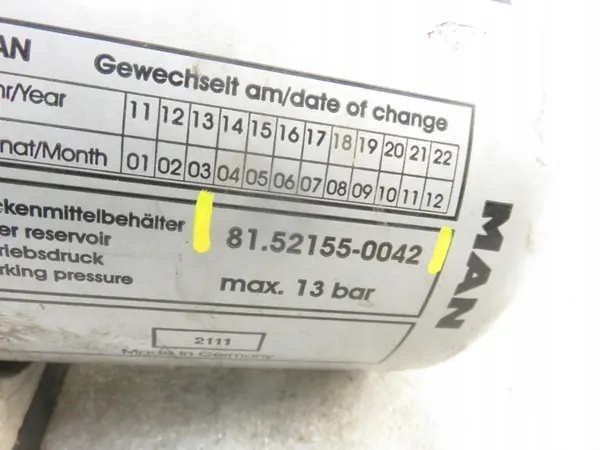 AN
Gewechselt am/date of change
hr/Year 11 12 13 14 15 16 17 18 19 20 21 22
nat/Month 01 02 03 04 05 06 07 08 09 10 11 12
ckenmittelbehälter
er reservoir
triebsdruck
rking pressure
81.52155-0042
max. 13 bar
MAN
2111
Made in Germany